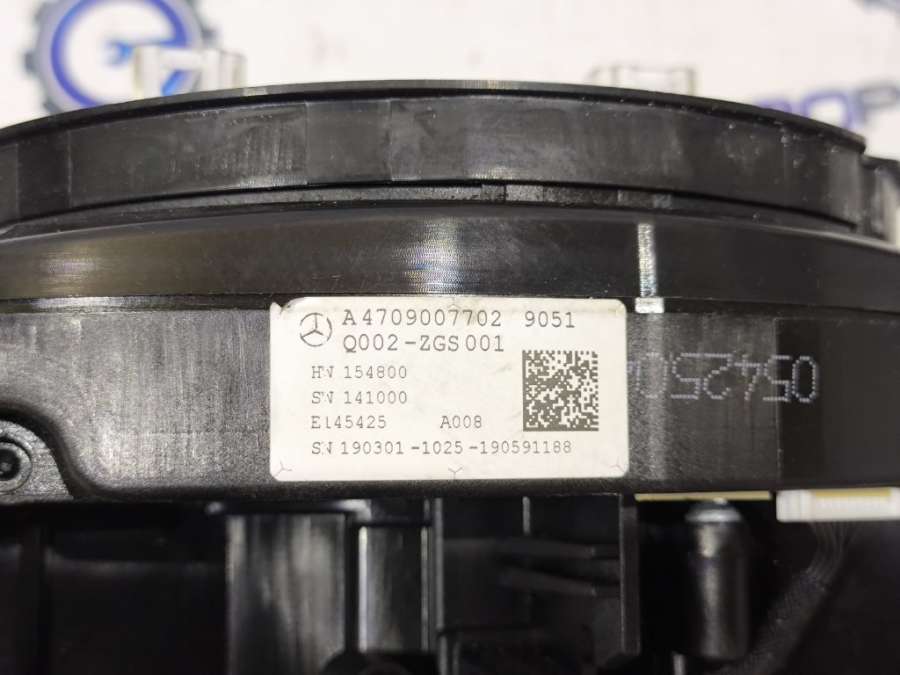 A 4709007702 9051
Q002-ZGS 001
HW 154800
SW 141000
E145425 A008
SN 190301-1025-190591188